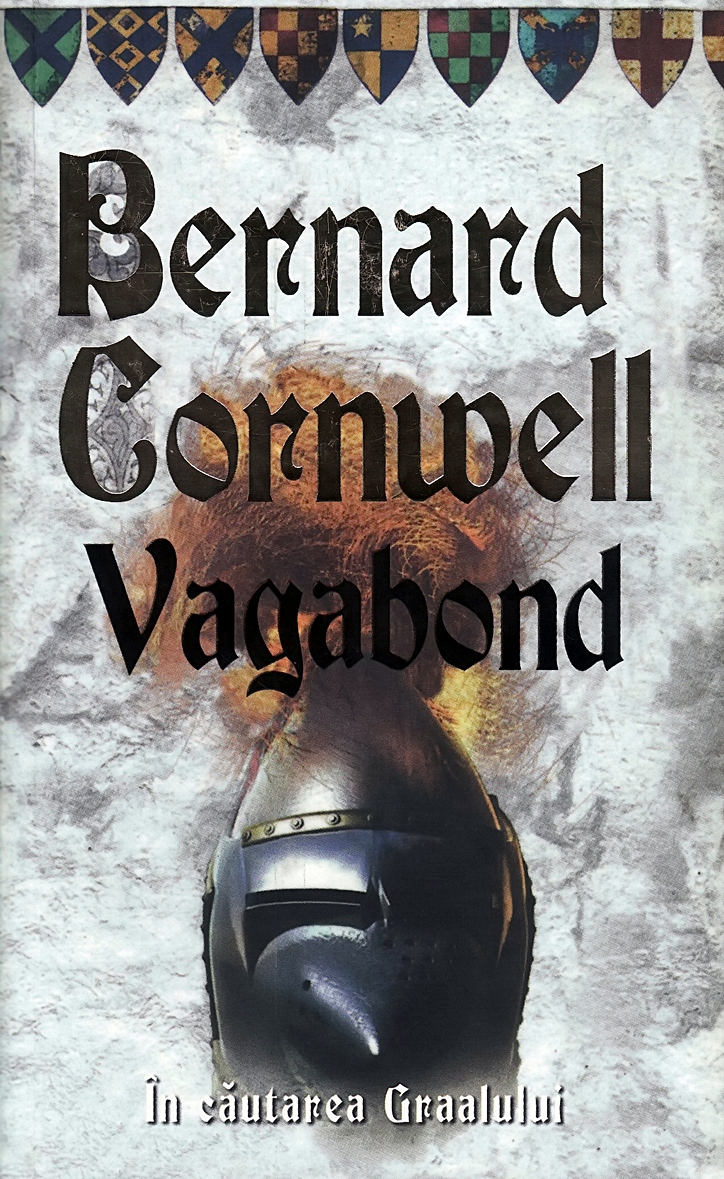 Bernard
Cornwell
Vagabond
În căutarea Graalului